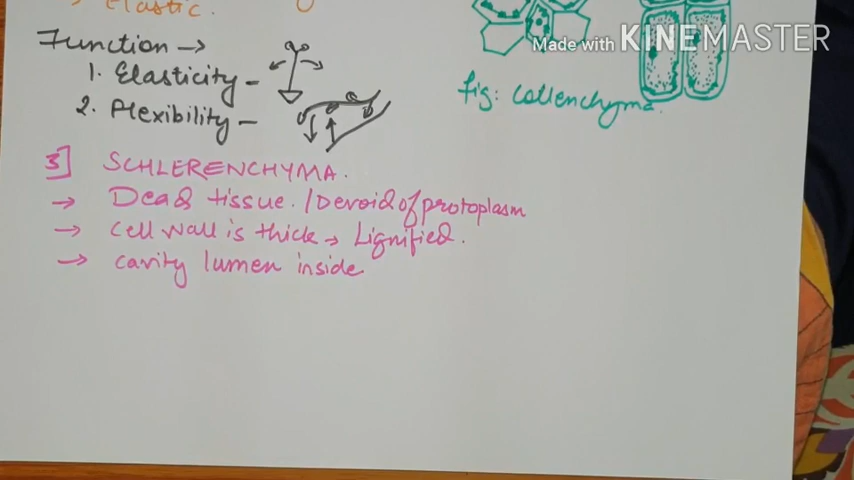 → Elastic.
Function →
1. Elasticity -
2. Flexibility -
fig: collenchyma.
3] SCHLERENCHYMA.
→ Dead tissue. / Devoid of protoplasm
→ Cell wall is thick → Lignified.
→ cavity lumen inside
Made with KINEMASTER